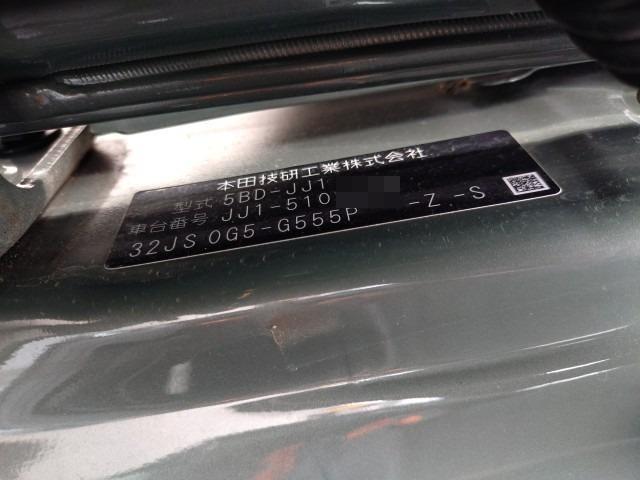 本田技研工業株式会社
型式 5BD-JJ1
車台番号 JJ1-510
32JS 0G5-G555P -Z -S